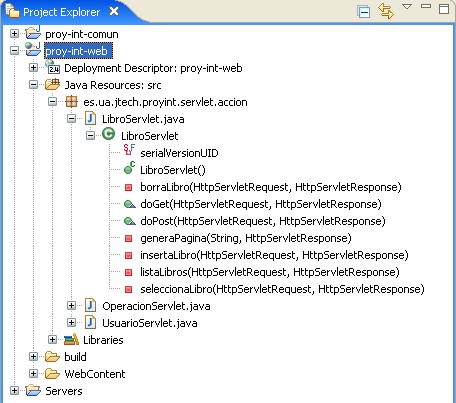 Project Explorer
proy-int-comun
proy-int-web
2.4 Deployment Descriptor: proy-int-web
Java Resources: src
es.ua.jtech.proyint.servlet.accion
J LibroServlet.java
C LibroServlet
S F serialVersionUID
C LibroServlet()
borraLibro(HttpServletRequest, HttpServletResponse)
doGet(HttpServletRequest, HttpServletResponse)
doPost(HttpServletRequest, HttpServletResponse)
generaPagina(String, HttpServletResponse)
insertaLibro(HttpServletRequest, HttpServletResponse)
listaLibros(HttpServletRequest, HttpServletResponse)
seleccionaLibro(HttpServletRequest, HttpServletResponse)
J OperacionServlet.java
J UsuarioServlet.java
Libraries
build
WebContent
Servers